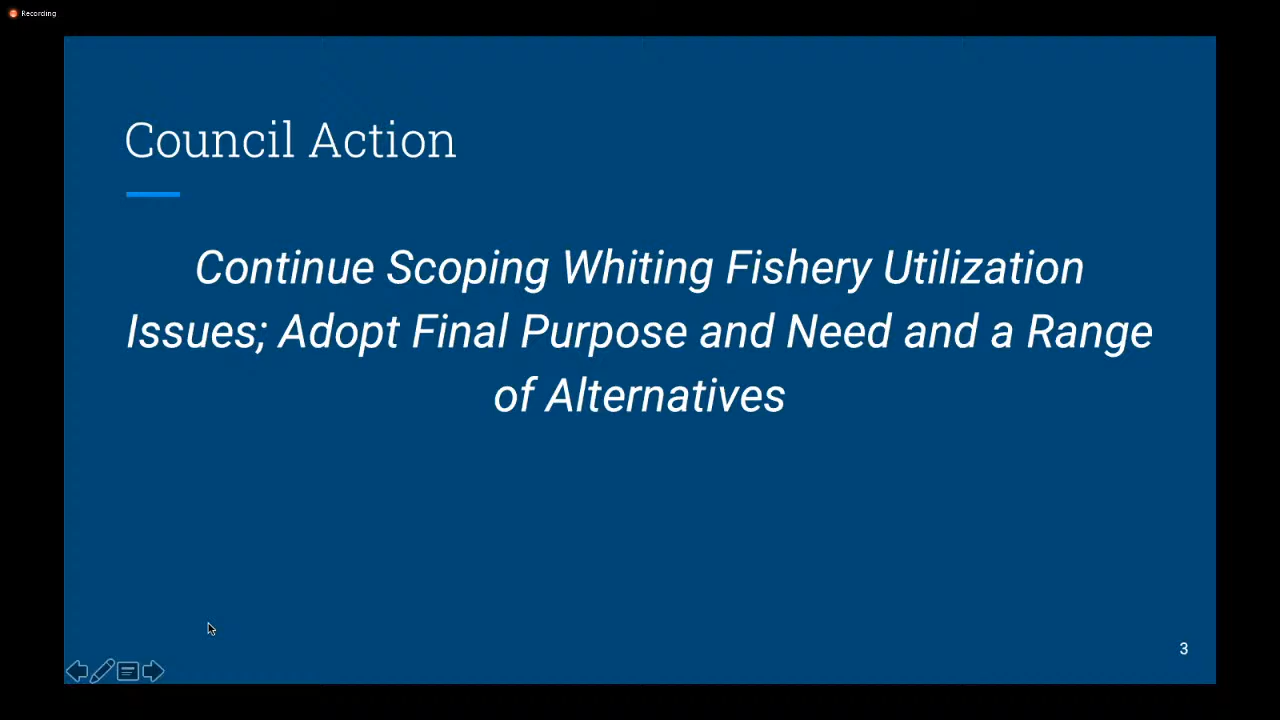 Recording
Council Action
Continue Scoping Whiting Fishery Utilization
Issues; Adopt Final Purpose and Need and a Range
of Alternatives
3